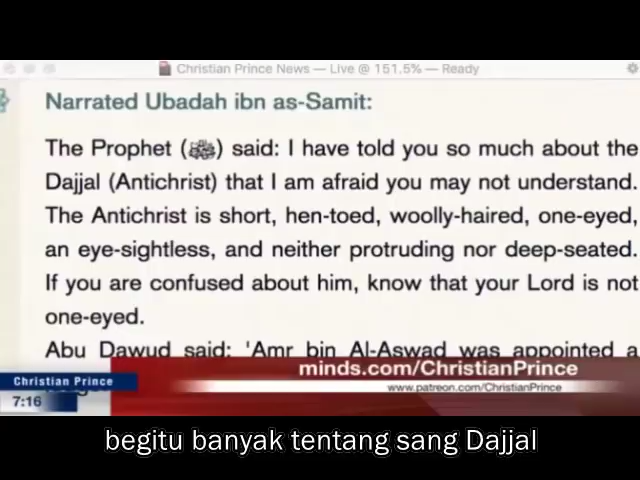 Christian Prince News — Live @ 151.5% — Ready
Narrated Ubadah ibn as-Samit:
The Prophet (ﷺ) said: I have told you so much about the
Dajjal (Antichrist) that I am afraid you may not understand.
The Antichrist is short, hen-toed, woolly-haired, one-eyed,
an eye-sightless, and neither protruding nor deep-seated.
If you are confused about him, know that your Lord is not
one-eyed.
Abu Dawud said: 'Amr bin Al-Aswad was appointed a
minds.com/ChristianPrince
Christian Prince
www.patreon.com/ChristianPrince
7:16
begitu banyak tentang sang Dajjal